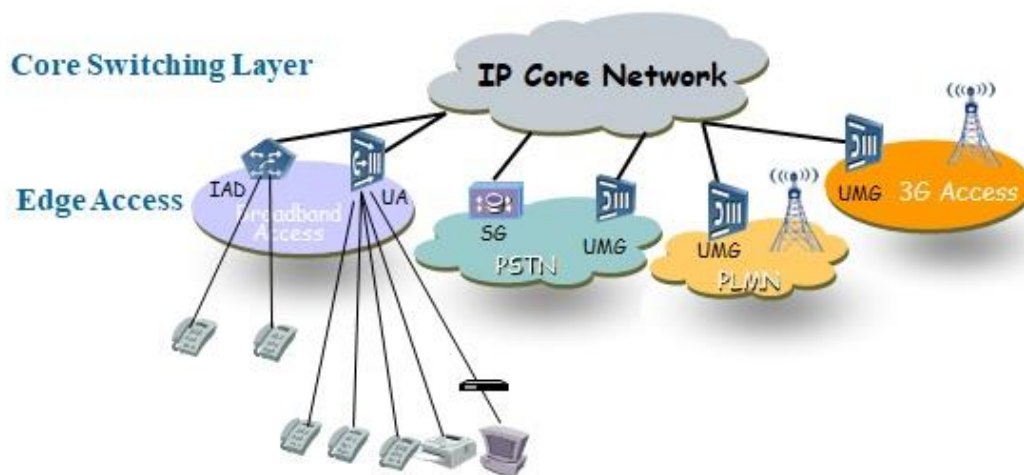 Core Switching Layer
IP Core Network
Edge Access
IAD
Broadband
Access
UA
SG
UMG
PSTN
UMG
PLMN
UMG
3G Access